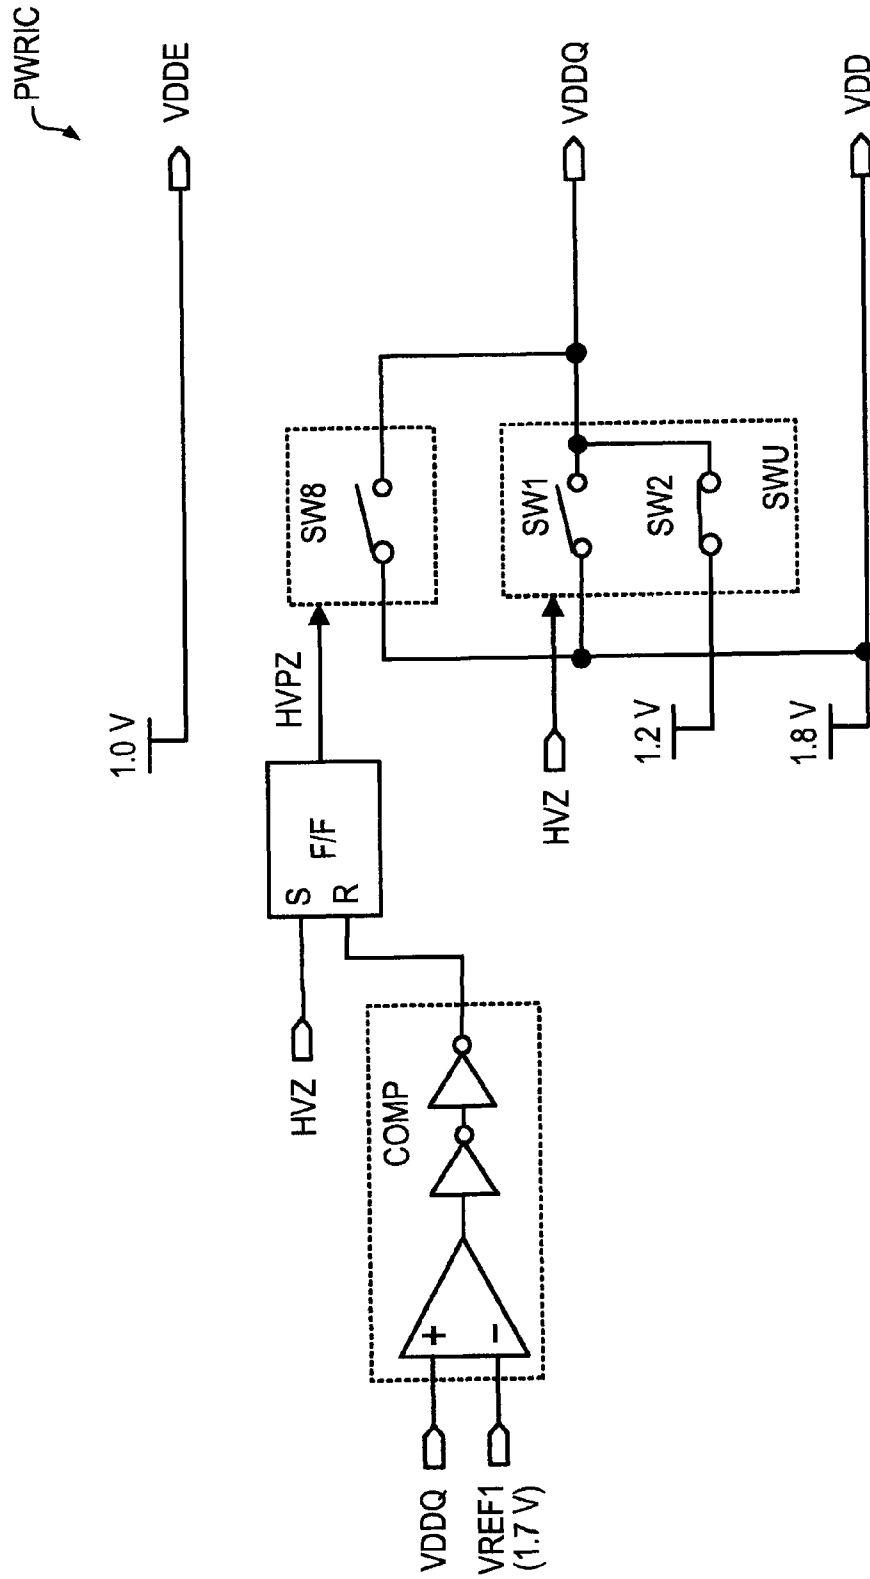 PWRIC
1.0 V
VDDE
HVZ
S
R
F/F
HVPZ
SW8
VDDQ
VREF1
(1.7 V)
+
−
COMP
HVZ
SW1
SW2
SWU
VDDQ
1.2 V
1.8 V
VDD